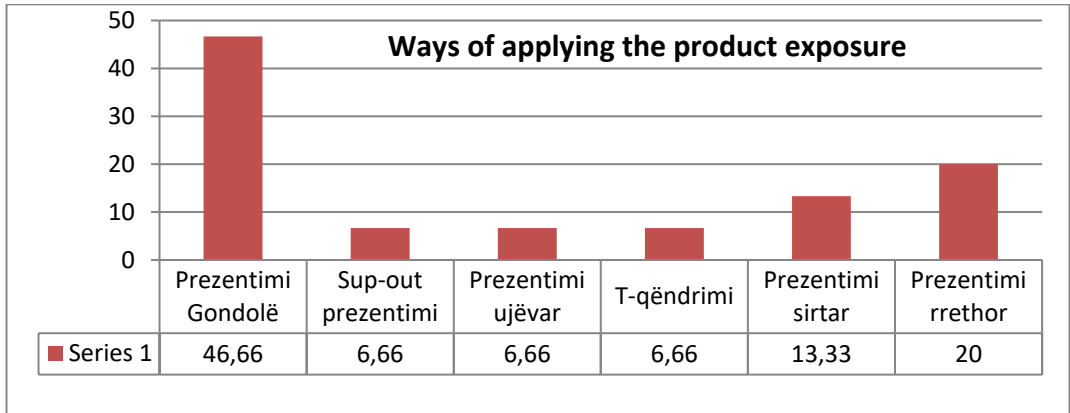 Ways of applying the product exposure
50
40
30
20
10
0
Prezentimi
Gondolë
Sup-out
prezentimi
Prezentimi
ujëvar
T-qëndrimi
Prezentimi
sirtar
Prezentimi
rrethor
Series 1 46,66 6,66 6,66 6,66 13,33 20